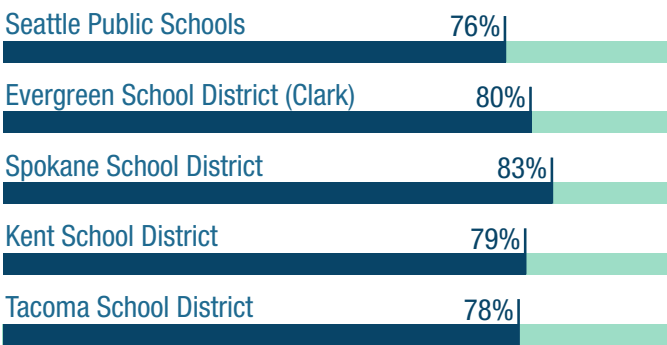 Seattle Public Schools 76%
Evergreen School District (Clark) 80%
Spokane School District 83%
Kent School District 79%
Tacoma School District 78%